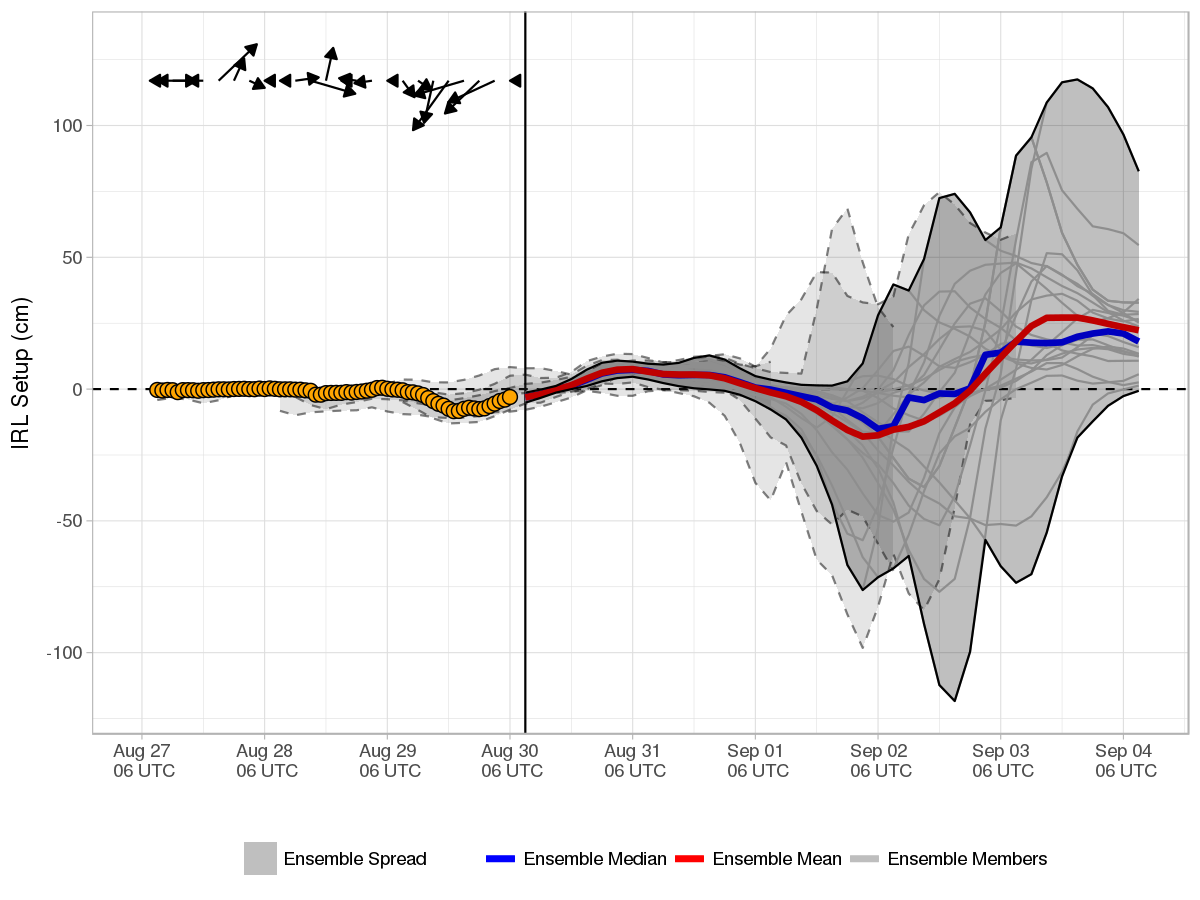 IRL Setup (cm)
100
50
0
-50
-100
Aug 27 Aug 28 Aug 29 Aug 30 Aug 31 Sep 01 Sep 02 Sep 03 Sep 04
06 UTC 06 UTC 06 UTC 06 UTC 06 UTC 06 UTC 06 UTC 06 UTC 06 UTC
Ensemble Spread Ensemble Median Ensemble Mean Ensemble Members